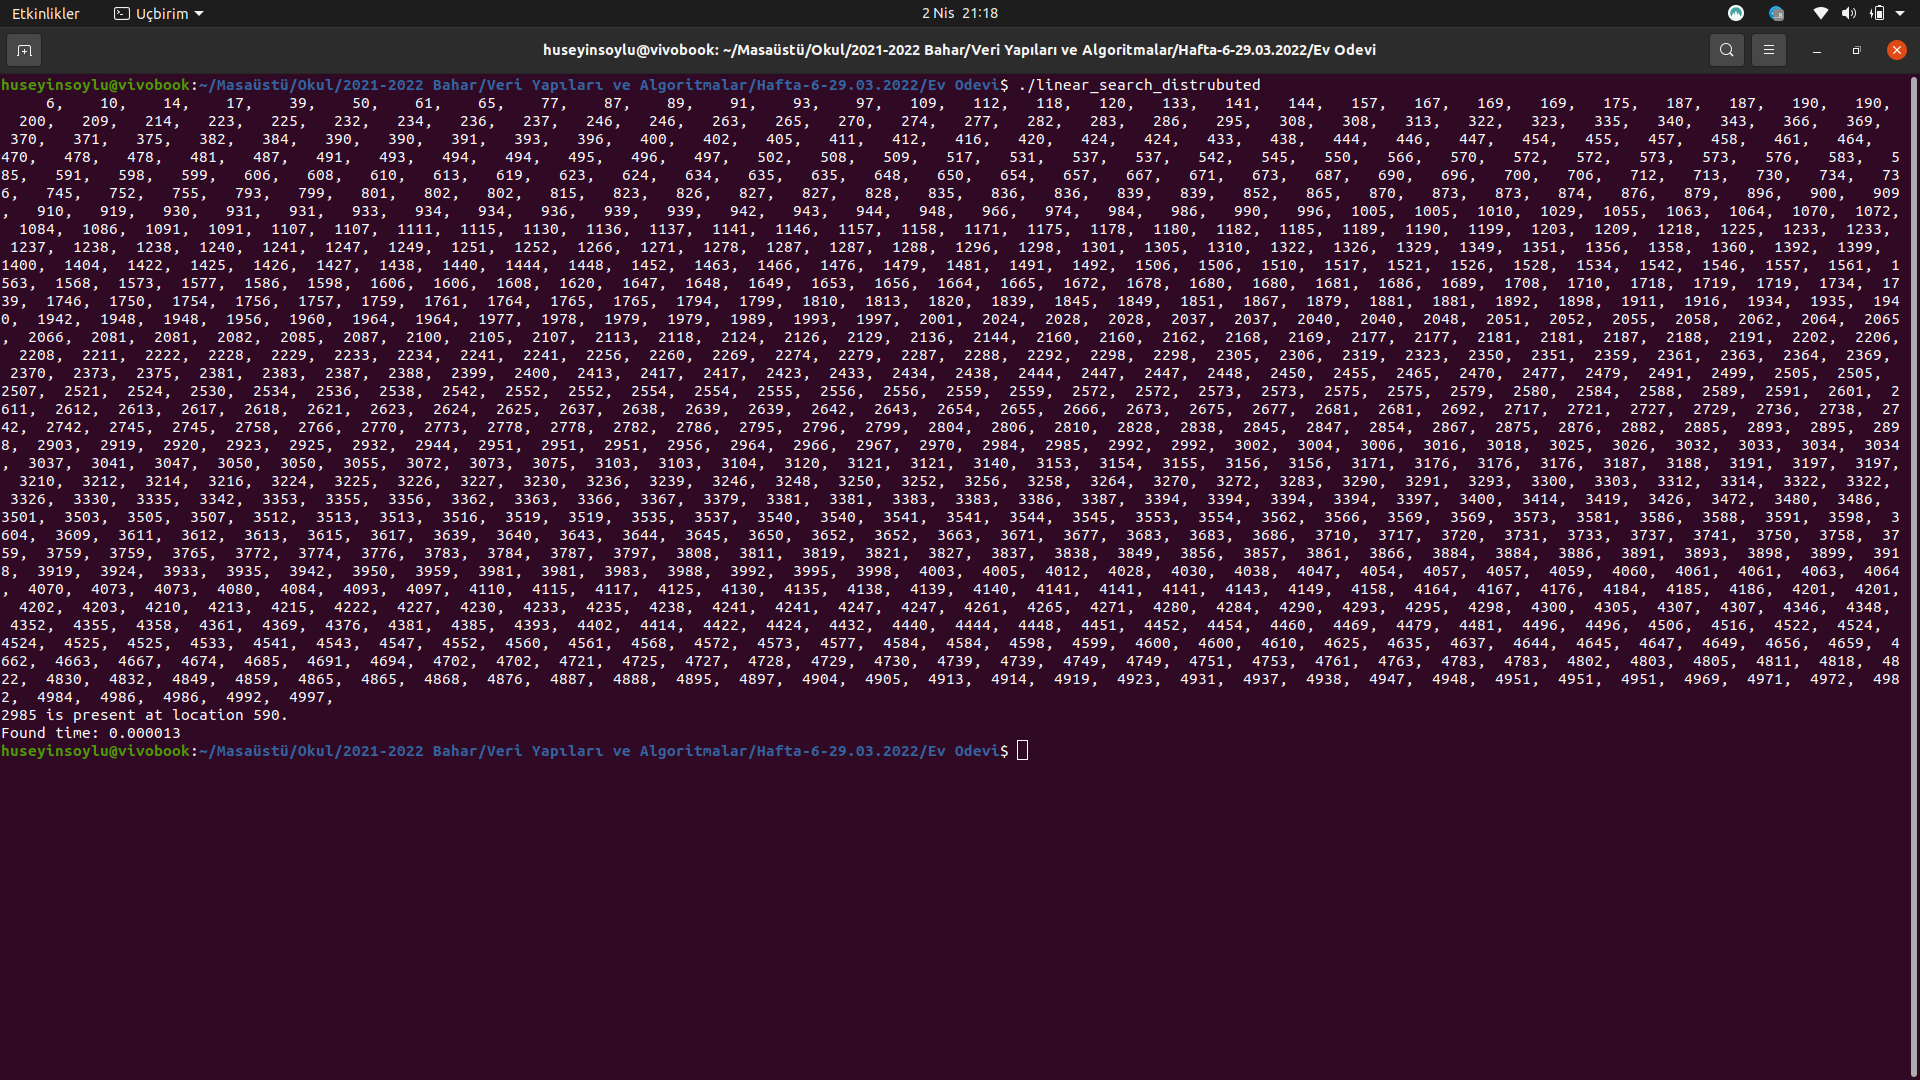 Etkinlikler Uçbirim 2 Nis 21:18
huseyinsoylu@vivobook: ~/Masaüstü/Okul/2021-2022 Bahar/Veri Yapıları ve Algoritmalar/Hafta-6-29.03.2022/Ev Odevi
huseyinsoylu@vivobook:~/Masaüstü/Okul/2021-2022 Bahar/Veri Yapıları ve Algoritmalar/Hafta-6-29.03.2022/Ev Odevi$ ./linear_search_distrubuted
6, 10, 14, 17, 39, 50, 61, 65, 77, 87, 89, 91, 93, 97, 109, 112, 118, 120, 133, 141, 144, 157, 167, 169, 169, 175, 187, 187, 190, 190,
200, 209, 214, 223, 225, 232, 234, 236, 237, 246, 246, 263, 265, 270, 274, 277, 282, 283, 286, 295, 308, 308, 313, 322, 323, 335, 340, 343, 366, 369,
370, 371, 375, 382, 384, 390, 390, 391, 393, 396, 400, 402, 405, 411, 412, 416, 420, 424, 424, 433, 438, 444, 446, 447, 454, 455, 457, 458, 461, 464,
470, 478, 478, 481, 487, 491, 493, 494, 494, 495, 496, 497, 502, 508, 509, 517, 531, 537, 537, 542, 545, 550, 566, 570, 572, 572, 573, 573, 576, 583, 5
85, 591, 598, 599, 606, 608, 610, 613, 619, 623, 624, 634, 635, 635, 648, 650, 654, 657, 667, 671, 673, 687, 690, 696, 700, 706, 712, 713, 730, 734, 73
6, 745, 752, 755, 793, 799, 801, 802, 802, 815, 823, 826, 827, 827, 828, 835, 836, 836, 839, 839, 852, 865, 870, 873, 873, 874, 876, 879, 896, 900, 909
, 910, 919, 930, 931, 931, 933, 934, 934, 936, 939, 939, 942, 943, 944, 948, 966, 974, 984, 986, 990, 996, 1005, 1005, 1010, 1029, 1055, 1063, 1064, 1070, 1072,
1084, 1086, 1091, 1091, 1107, 1107, 1111, 1115, 1130, 1136, 1137, 1141, 1146, 1157, 1158, 1171, 1175, 1178, 1180, 1182, 1185, 1189, 1190, 1199, 1203, 1209, 1218, 1225, 1233, 1233,
1237, 1238, 1238, 1240, 1241, 1247, 1249, 1251, 1252, 1266, 1271, 1278, 1287, 1287, 1288, 1296, 1298, 1301, 1305, 1310, 1322, 1326, 1329, 1349, 1351, 1356, 1358, 1360, 1392, 1399,
1400, 1404, 1422, 1425, 1426, 1427, 1438, 1440, 1444, 1448, 1452, 1463, 1466, 1476, 1479, 1481, 1491, 1492, 1506, 1506, 1510, 1517, 1521, 1526, 1528, 1534, 1542, 1546, 1557, 1561, 1
563, 1568, 1573, 1577, 1586, 1598, 1606, 1606, 1608, 1620, 1647, 1648, 1649, 1653, 1656, 1664, 1665, 1672, 1678, 1680, 1680, 1681, 1686, 1689, 1708, 1710, 1718, 1719, 1719, 1734, 17
39, 1746, 1750, 1754, 1756, 1757, 1759, 1761, 1764, 1765, 1765, 1794, 1799, 1810, 1813, 1820, 1839, 1845, 1849, 1851, 1867, 1879, 1881, 1881, 1892, 1898, 1911, 1916, 1934, 1935, 194
0, 1942, 1948, 1948, 1956, 1960, 1964, 1964, 1977, 1978, 1979, 1979, 1989, 1993, 1997, 2001, 2024, 2028, 2028, 2037, 2037, 2040, 2040, 2048, 2051, 2052, 2055, 2058, 2062, 2064, 2065
, 2066, 2081, 2081, 2082, 2085, 2087, 2100, 2105, 2107, 2113, 2118, 2124, 2126, 2129, 2136, 2144, 2160, 2160, 2162, 2168, 2169, 2177, 2177, 2181, 2181, 2187, 2188, 2191, 2202, 2206,
2208, 2211, 2222, 2228, 2229, 2233, 2234, 2241, 2241, 2256, 2260, 2269, 2274, 2279, 2287, 2288, 2292, 2298, 2298, 2305, 2306, 2319, 2323, 2350, 2351, 2359, 2361, 2363, 2364, 2369,
2370, 2373, 2375, 2381, 2383, 2387, 2388, 2399, 2400, 2413, 2417, 2417, 2423, 2433, 2434, 2438, 2444, 2447, 2447, 2448, 2450, 2455, 2465, 2470, 2477, 2479, 2491, 2499, 2505, 2505,
2507, 2521, 2524, 2530, 2534, 2536, 2538, 2542, 2552, 2552, 2554, 2554, 2555, 2556, 2556, 2559, 2559, 2572, 2572, 2573, 2573, 2575, 2575, 2579, 2580, 2584, 2588, 2589, 2591, 2601, 2
611, 2612, 2613, 2617, 2618, 2621, 2623, 2624, 2625, 2637, 2638, 2639, 2639, 2642, 2643, 2654, 2655, 2666, 2673, 2675, 2677, 2681, 2681, 2692, 2717, 2721, 2727, 2729, 2736, 2738, 27
42, 2742, 2745, 2745, 2758, 2766, 2770, 2773, 2778, 2778, 2782, 2786, 2795, 2796, 2799, 2804, 2806, 2810, 2828, 2838, 2845, 2847, 2854, 2867, 2875, 2876, 2882, 2885, 2893, 2895, 289
8, 2903, 2919, 2920, 2923, 2925, 2932, 2944, 2951, 2951, 2951, 2956, 2964, 2966, 2967, 2970, 2984, 2985, 2992, 2992, 3002, 3004, 3006, 3016, 3018, 3025, 3026, 3032, 3033, 3034, 3034
, 3037, 3041, 3047, 3050, 3050, 3055, 3072, 3073, 3075, 3103, 3103, 3104, 3120, 3121, 3121, 3140, 3153, 3154, 3155, 3156, 3156, 3171, 3176, 3176, 3176, 3187, 3188, 3191, 3197, 3197,
3210, 3212, 3214, 3216, 3224, 3225, 3226, 3227, 3230, 3236, 3239, 3246, 3248, 3250, 3252, 3256, 3258, 3264, 3270, 3272, 3283, 3290, 3291, 3293, 3300, 3303, 3312, 3314, 3322, 3322,
3326, 3330, 3335, 3342, 3353, 3355, 3356, 3362, 3363, 3366, 3367, 3379, 3381, 3381, 3383, 3383, 3386, 3387, 3394, 3394, 3394, 3394, 3397, 3400, 3414, 3419, 3426, 3472, 3480, 3486,
3501, 3503, 3505, 3507, 3512, 3513, 3513, 3516, 3519, 3519, 3535, 3537, 3540, 3540, 3541, 3541, 3544, 3545, 3553, 3554, 3562, 3566, 3569, 3569, 3573, 3581, 3586, 3588, 3591, 3598, 3
604, 3609, 3611, 3612, 3613, 3615, 3617, 3639, 3640, 3643, 3644, 3645, 3650, 3652, 3652, 3663, 3671, 3677, 3683, 3683, 3686, 3710, 3717, 3720, 3731, 3733, 3737, 3741, 3750, 3758, 37
59, 3759, 3759, 3765, 3772, 3774, 3776, 3783, 3784, 3787, 3797, 3808, 3811, 3819, 3821, 3827, 3837, 3838, 3849, 3856, 3857, 3861, 3866, 3884, 3884, 3886, 3891, 3893, 3898, 3899, 391
8, 3919, 3924, 3933, 3935, 3942, 3950, 3959, 3981, 3981, 3983, 3988, 3992, 3995, 3998, 4003, 4005, 4012, 4028, 4030, 4038, 4047, 4054, 4057, 4057, 4059, 4060, 4061, 4061, 4063, 4064
, 4070, 4073, 4073, 4080, 4084, 4093, 4097, 4110, 4115, 4117, 4125, 4130, 4135, 4138, 4139, 4140, 4141, 4141, 4141, 4143, 4149, 4158, 4164, 4167, 4176, 4184, 4185, 4186, 4201, 4201,
4202, 4203, 4210, 4213, 4215, 4222, 4227, 4230, 4233, 4235, 4238, 4241, 4241, 4247, 4247, 4261, 4265, 4271, 4280, 4284, 4290, 4293, 4295, 4298, 4300, 4305, 4307, 4307, 4346, 4348,
4352, 4355, 4358, 4361, 4369, 4376, 4381, 4385, 4393, 4402, 4414, 4422, 4424, 4432, 4440, 4444, 4448, 4451, 4452, 4454, 4460, 4469, 4479, 4481, 4496, 4496, 4506, 4516, 4522, 4524,
4524, 4525, 4525, 4533, 4541, 4543, 4547, 4552, 4560, 4561, 4568, 4572, 4573, 4577, 4584, 4584, 4598, 4599, 4600, 4600, 4610, 4625, 4635, 4637, 4644, 4645, 4647, 4649, 4656, 4659, 4
662, 4663, 4667, 4674, 4685, 4691, 4694, 4702, 4702, 4721, 4725, 4727, 4728, 4729, 4730, 4739, 4739, 4749, 4749, 4751, 4753, 4761, 4763, 4783, 4783, 4802, 4803, 4805, 4811, 4818, 48
22, 4830, 4832, 4849, 4859, 4865, 4865, 4868, 4876, 4887, 4888, 4895, 4897, 4904, 4905, 4913, 4914, 4919, 4923, 4931, 4937, 4938, 4947, 4948, 4951, 4951, 4951, 4969, 4971, 4972, 498
2, 4984, 4986, 4986, 4992, 4997,
2985 is present at location 590.
Found time: 0.000013
huseyinsoylu@vivobook:~/Masaüstü/Okul/2021-2022 Bahar/Veri Yapıları ve Algoritmalar/Hafta-6-29.03.2022/Ev Odevi$